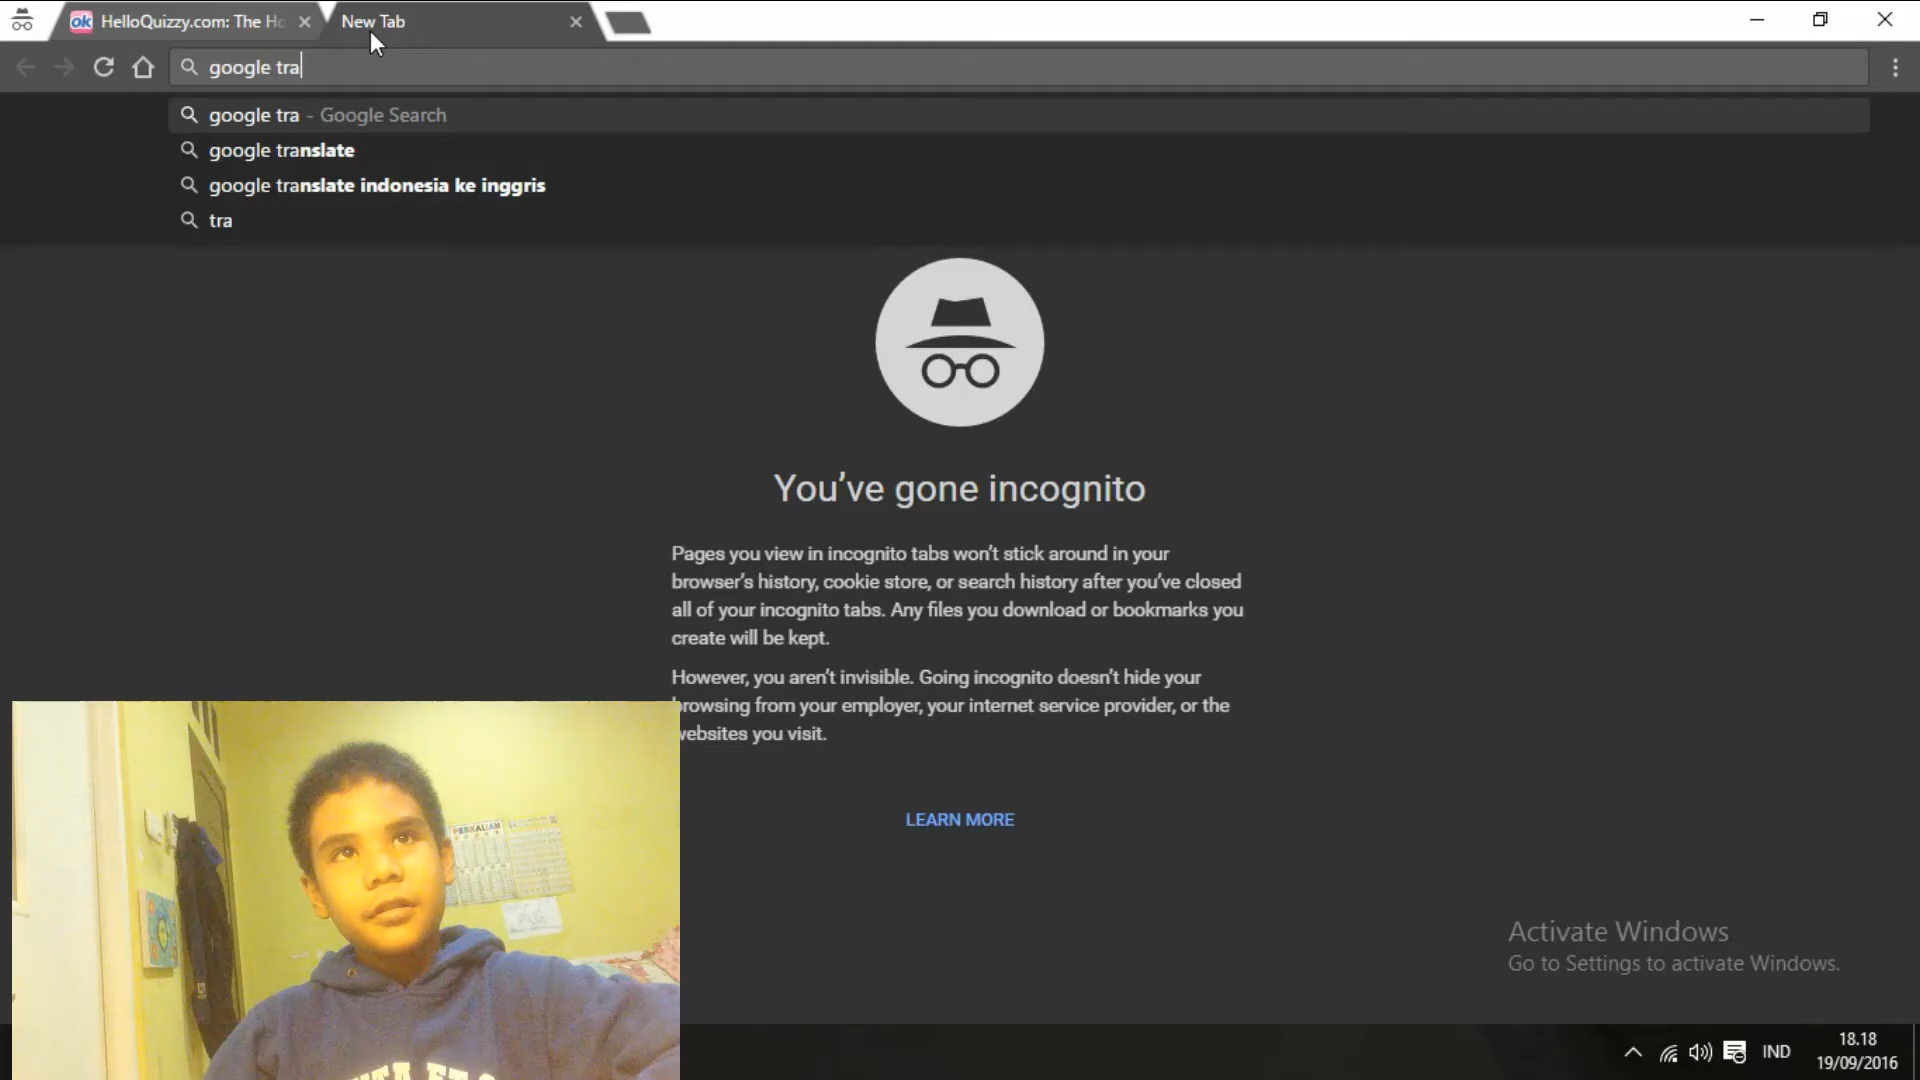 HelloQuizzy.com: The Ho
New Tab
google tra
google tra - Google Search
google translate
google translate indonesia ke inggris
tra
You've gone incognito
Pages you view in incognito tabs won't stick around in your
browser's history, cookie store, or search history after you've closed
all of your incognito tabs. Any files you download or bookmarks you
create will be kept.
However, you aren't invisible. Going incognito doesn't hide your
browsing from your employer, your internet service provider, or the
websites you visit.
LEARN MORE
PERKALIAN
Activate Windows
Go to Settings to activate Windows.
IND
18.18
19/09/2016